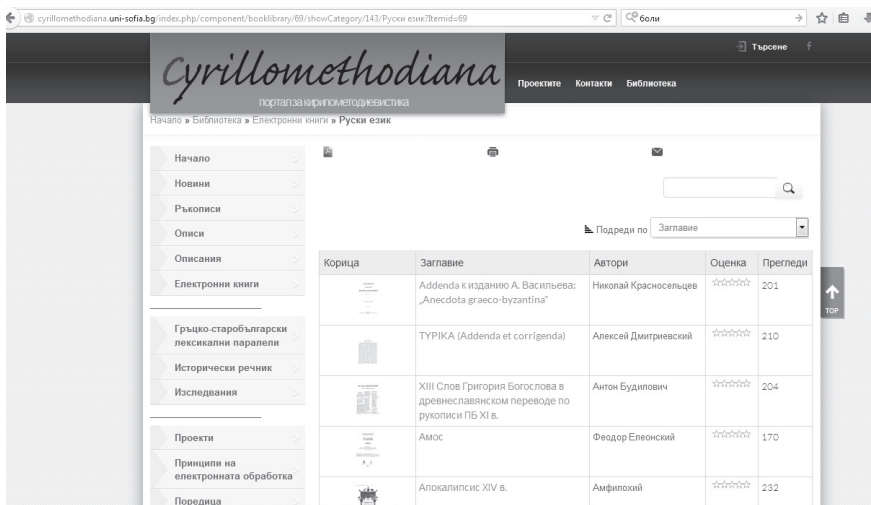 cyrillomethodiana.uni-sofia.bg/index.php/component/booklibrary/69/showCategory/143/Руски език?Itemid=69
боли
Търсене
Cyrillomethodiana
портал за кирилометодиевистика
Проектите Контакти Библиотека
Начало » Библиотека » Електронни книги » Руски език
Начало
Новини
Ръкописи
Описи
Описания
Електронни книги
Гръцко-старобългарски
лексикални паралели
Исторически речник
Изследвания
Проекти
Принципи на
електронната обработка
Поредица
Подреди по Заглавие
Корица Заглавие Автори Оценка Прегледи
Addenda к изданию А. Васильева: Николай Красносельцев 201
„Anecdota graeco-byzantina"
TYPIKA (Addenda et corrigenda) Алексей Дмитриевский 210
XIII Слов Григория Богослова в Антон Будилович 204
древнеславянском переводе по
рукописи ПБ XI в.
Амос Феодор Елеонский 170
Апокалипсис XIV в. Амфилохий 232
TOP